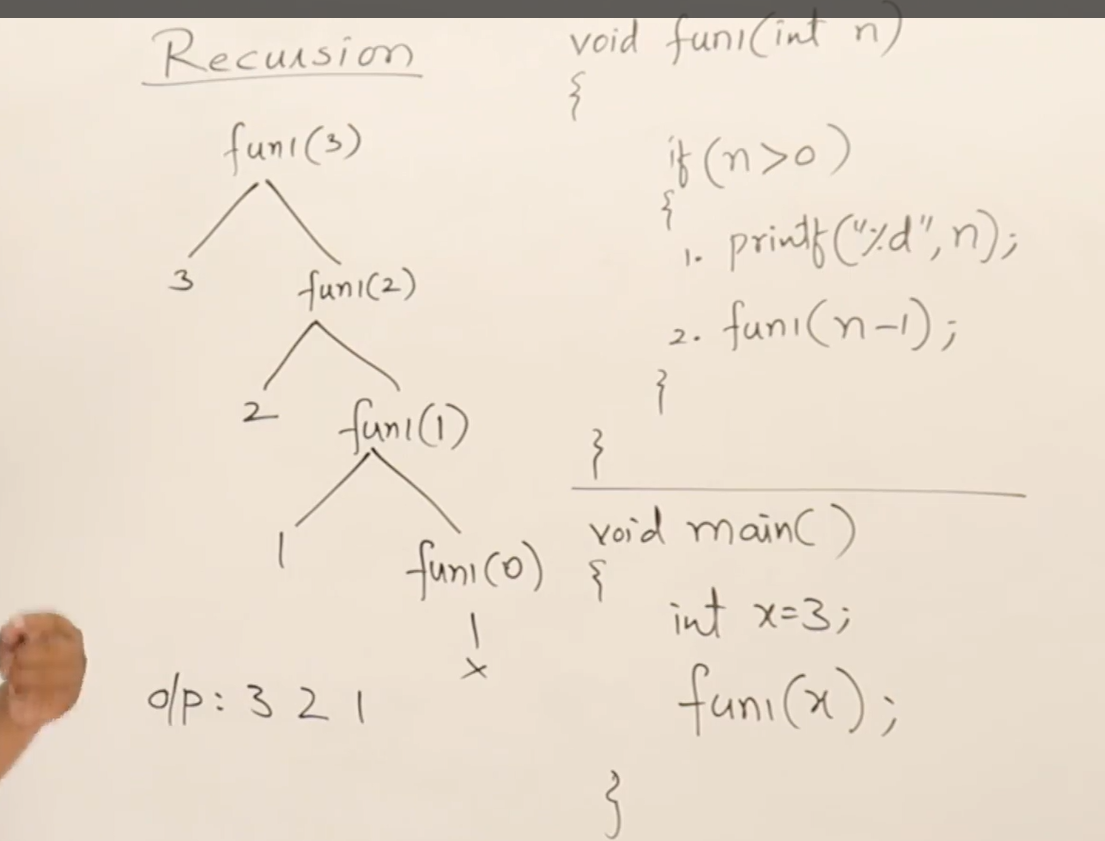 Recursion
fun1(3)
3
fun1(2)
2
fun1(1)
1
fun1(0)
x
o/p: 3 2 1
void fun1(int n)
{
if(n>0)
{
1. printf("%d",n);
2. fun1(n-1);
}
}
void main()
{
int x=3;
fun1(x);
}